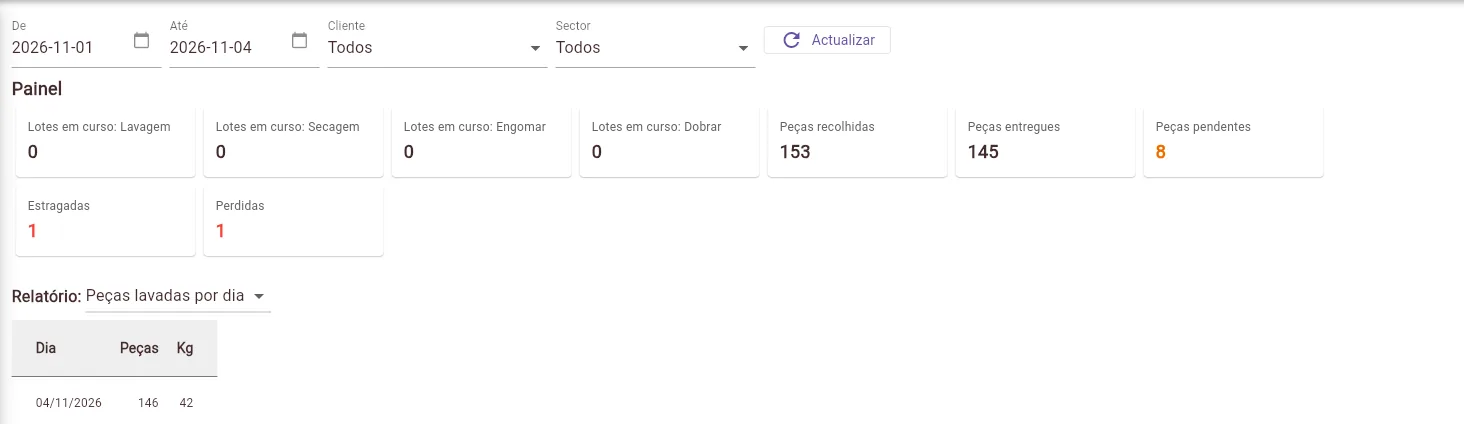 De Até Cliente Sector
2026-11-01 2026-11-04 Todos Todos Actualizar
Painel
Lotes em curso: Lavagem Lotes em curso: Secagem Lotes em curso: Engomar Lotes em curso: Dobrar Peças recolhidas Peças entregues Peças pendentes
0 0 0 0 153 145 8
Estragadas Perdidas
1 1
Relatório: Peças lavadas por dia
Dia Peças Kg
04/11/2026 146 42